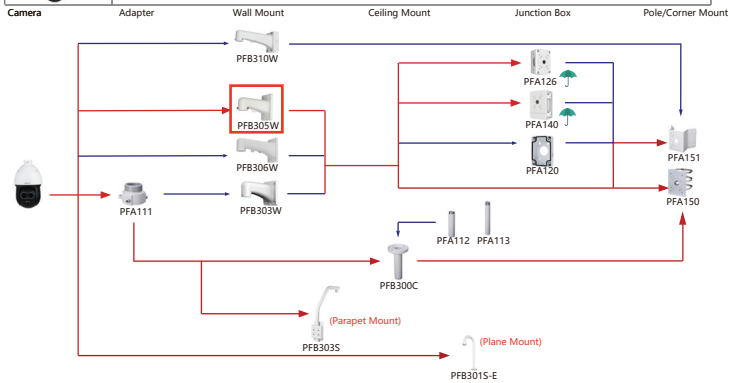 Camera Adapter Wall Mount Ceiling Mount Junction Box Pole/Corner Mount
PFB310W
PFA126
PFB305W
PFA140
PFB306W
PFA120
PFA151
PFA111
PFB303W
PFA150
PFA112 PFA113
PFB300C
(Parapet Mount)
PFB303S
(Plane Mount)
PFB301S-E